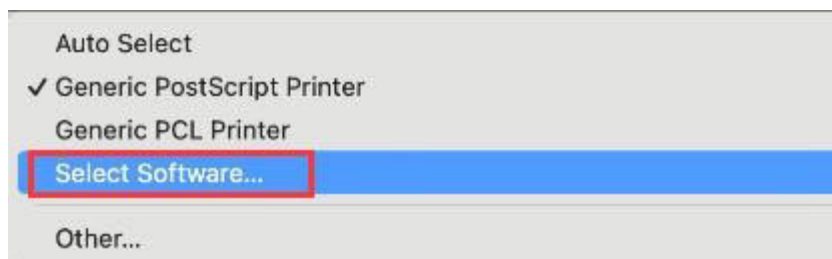 Auto Select
✓ Generic PostScript Printer
Generic PCL Printer
Select Software...
Other...